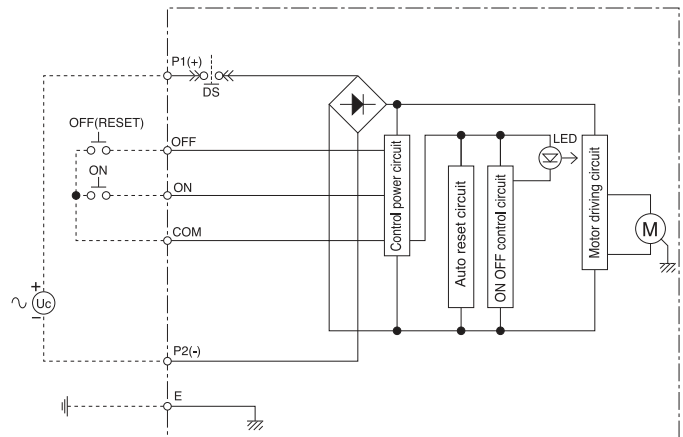 P1(+)
DS
OFF(RESET)
OFF
LED
ON
ON
COM
Control power circuit
Auto reset circuit
ON OFF control circuit
Motor driving circuit
M
+
Uc
–
P2(-)
E